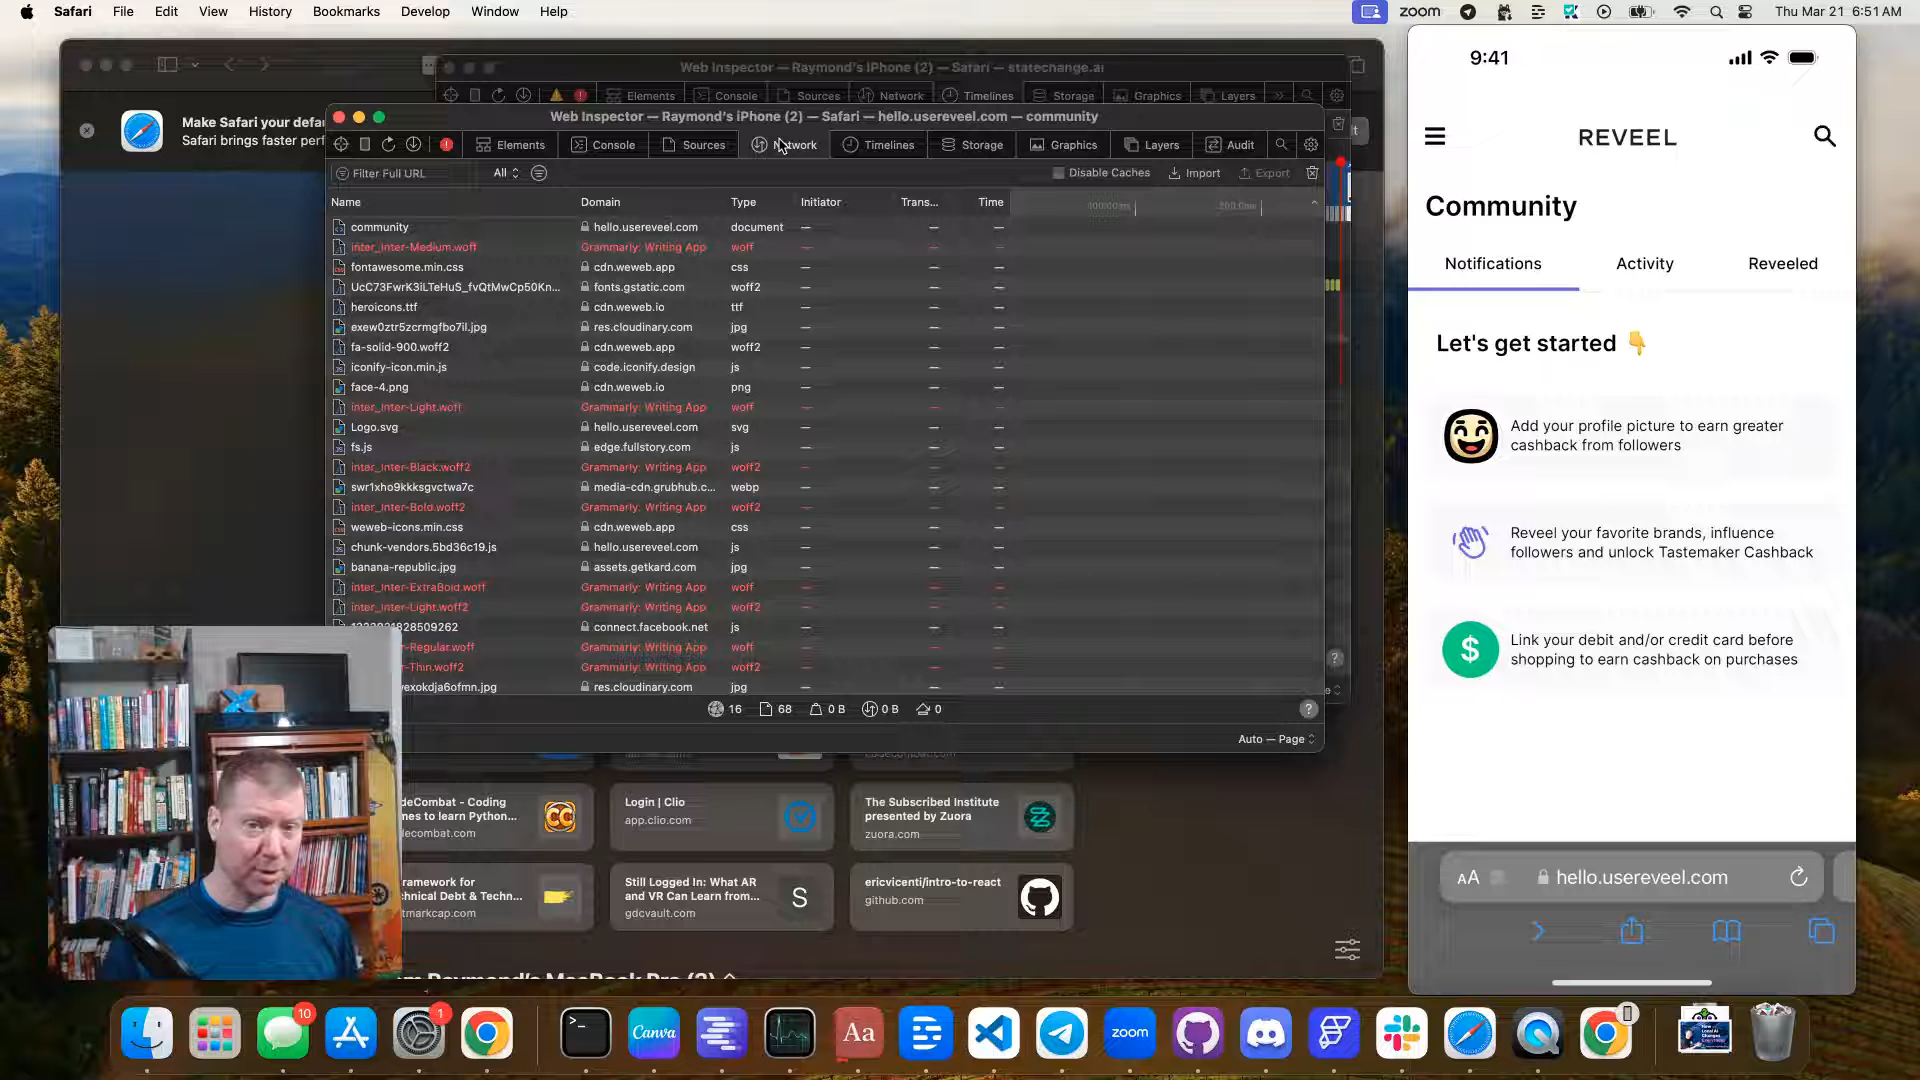 Safari File Edit View History Bookmarks Develop Window Help
zoom Thu Mar 21 6:51 AM
Web Inspector — Raymond's iPhone (2) — Safari — statechange.ai
Elements Console Sources Network Timelines Storage Graphics Layers
Make Safari your defau
Safari brings faster perf
Web Inspector — Raymond's iPhone (2) — Safari — hello.usereveel.com — community
Elements Console Sources Network Timelines Storage Graphics Layers Audit
Filter Full URL All Disable Caches Import Export
Name Domain Type Initiator Trans... Time
community hello.usereveel.com document — — —
inter_Inter-Medium.woff Grammarly: Writing App woff — — —
fontawesome.min.css cdn.weweb.app css — — —
UcC73FwrK3iLTeHuS_fvQtMwCp50Kn... fonts.gstatic.com woff2 — — —
heroicons.ttf cdn.weweb.io ttf — — —
exew0ztr5zcrmgfbo7il.jpg res.cloudinary.com jpg — — —
fa-solid-900.woff2 cdn.weweb.app woff2 — — —
iconify-icon.min.js code.iconify.design js — — —
face-4.png cdn.weweb.io png — — —
inter_Inter-Light.woff Grammarly: Writing App woff — — —
Logo.svg hello.usereveel.com svg — — —
fs.js edge.fullstory.com js — — —
inter_Inter-Black.woff2 Grammarly: Writing App woff2 — — —
swr1xho9kkksgvctwa7c media-cdn.grubhub.c... webp — — —
inter_Inter-Bold.woff2 Grammarly: Writing App woff2 — — —
weweb-icons.min.css cdn.weweb.app css — — —
chunk-vendors.5bd36c19.js hello.usereveel.com js — — —
banana-republic.jpg assets.getkard.com jpg — — —
inter_Inter-ExtraBold.woff Grammarly: Writing App woff — — —
inter_Inter-Light.woff2 Grammarly: Writing App woff2 — — —
828509262 connect.facebook.net js — — —
r-Regular.woff Grammarly: Writing App woff — — —
r-Thin.woff2 Grammarly: Writing App woff2 — — —
exokdja6ofmn.jpg res.cloudinary.com jpg — — —
16 68 0 B 0 B 0 ?
Auto — Page
deCombat - Coding
mes to learn Python...
lecombat.com
Login | Clio
app.clio.com
The Subscribed Institute
presented by Zuora
zuora.com
ramework for
chnical Debt & Techn...
tmarkcap.com
Still Logged In: What AR
and VR Can Learn from...
gdcvault.com
S
ericvicenti/intro-to-react
github.com
m Raymond's MacBook Pro (2)
9:41
REVEEL
Community
Notifications Activity Reveeled
Let's get started
Add your profile picture to earn greater
cashback from followers
Reveel your favorite brands, influence
followers and unlock Tastemaker Cashback
$
Link your debit and/or credit card before
shopping to earn cashback on purchases
AA hello.usereveel.com
10 1 Canva Aa zoom